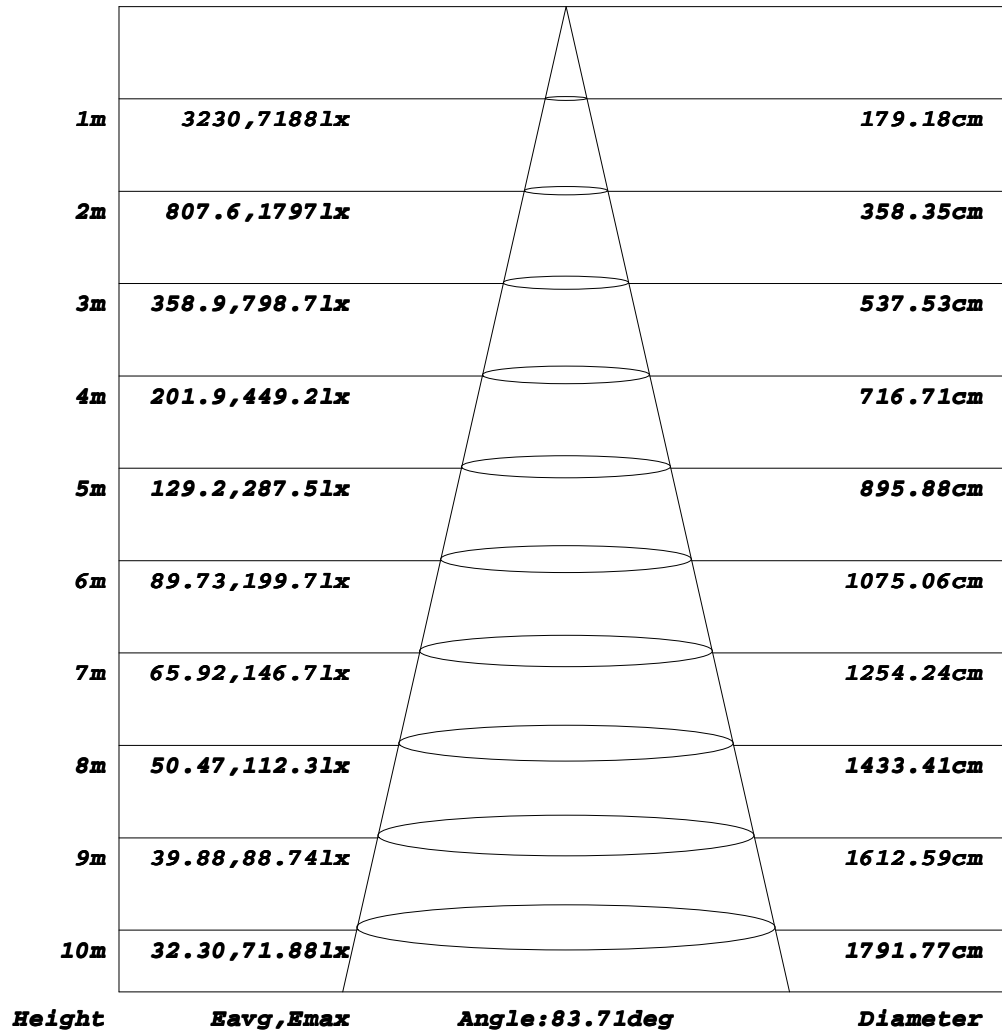 1m 3230,7188lx 179.18cm
2m 807.6,1797lx 358.35cm
3m 358.9,798.7lx 537.53cm
4m 201.9,449.2lx 716.71cm
5m 129.2,287.5lx 895.88cm
6m 89.73,199.7lx 1075.06cm
7m 65.92,146.7lx 1254.24cm
8m 50.47,112.3lx 1433.41cm
9m 39.88,88.74lx 1612.59cm
10m 32.30,71.88lx 1791.77cm
Height Eavg,Emax Angle:83.71deg Diameter